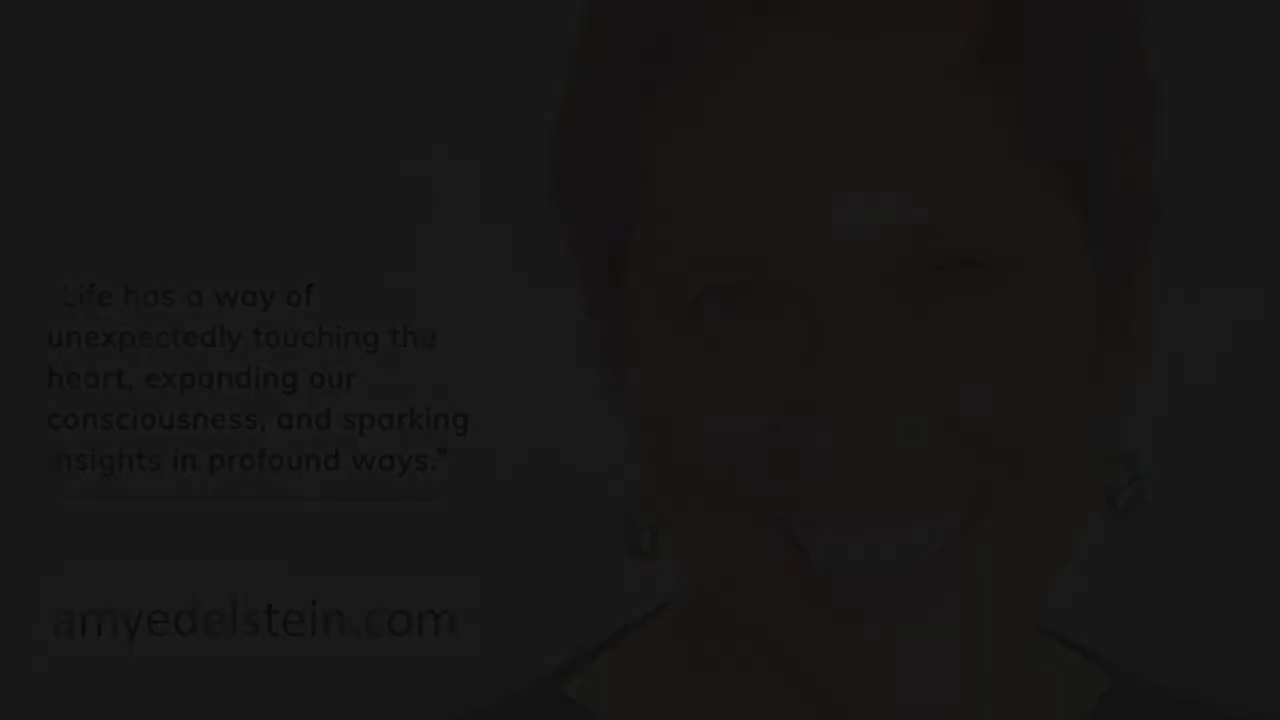 "Life has a way of
unexpectedly touching the
heart, expanding our
consciousness, and sparking
insights in profound ways."
amyedelstein.com